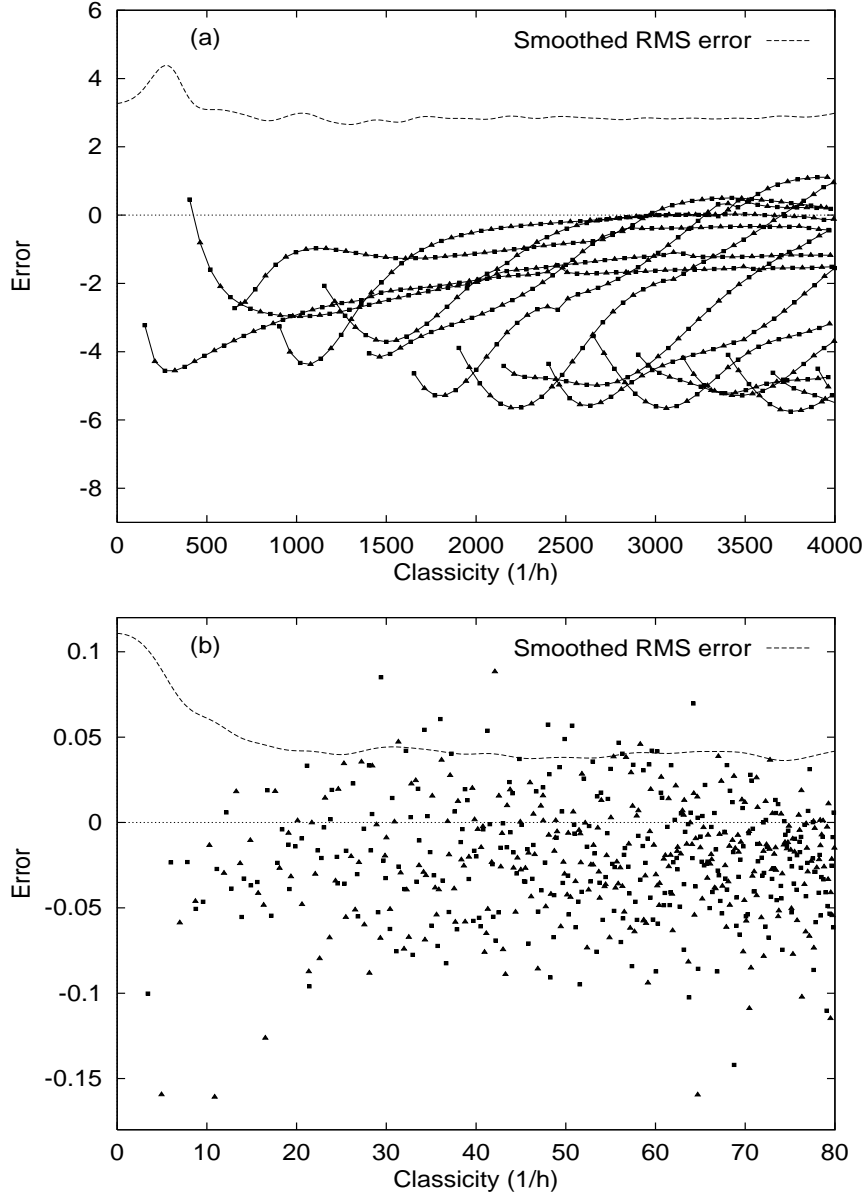 (a)
Smoothed RMS error
6
4
2
0
-2
-4
-6
-8
Error
0 500 1000 1500 2000 2500 3000 3500 4000
Classicity (1/h)
(b)
Smoothed RMS error
0.1
0.05
0
-0.05
-0.1
-0.15
Error
0 10 20 30 40 50 60 70 80
Classicity (1/h)